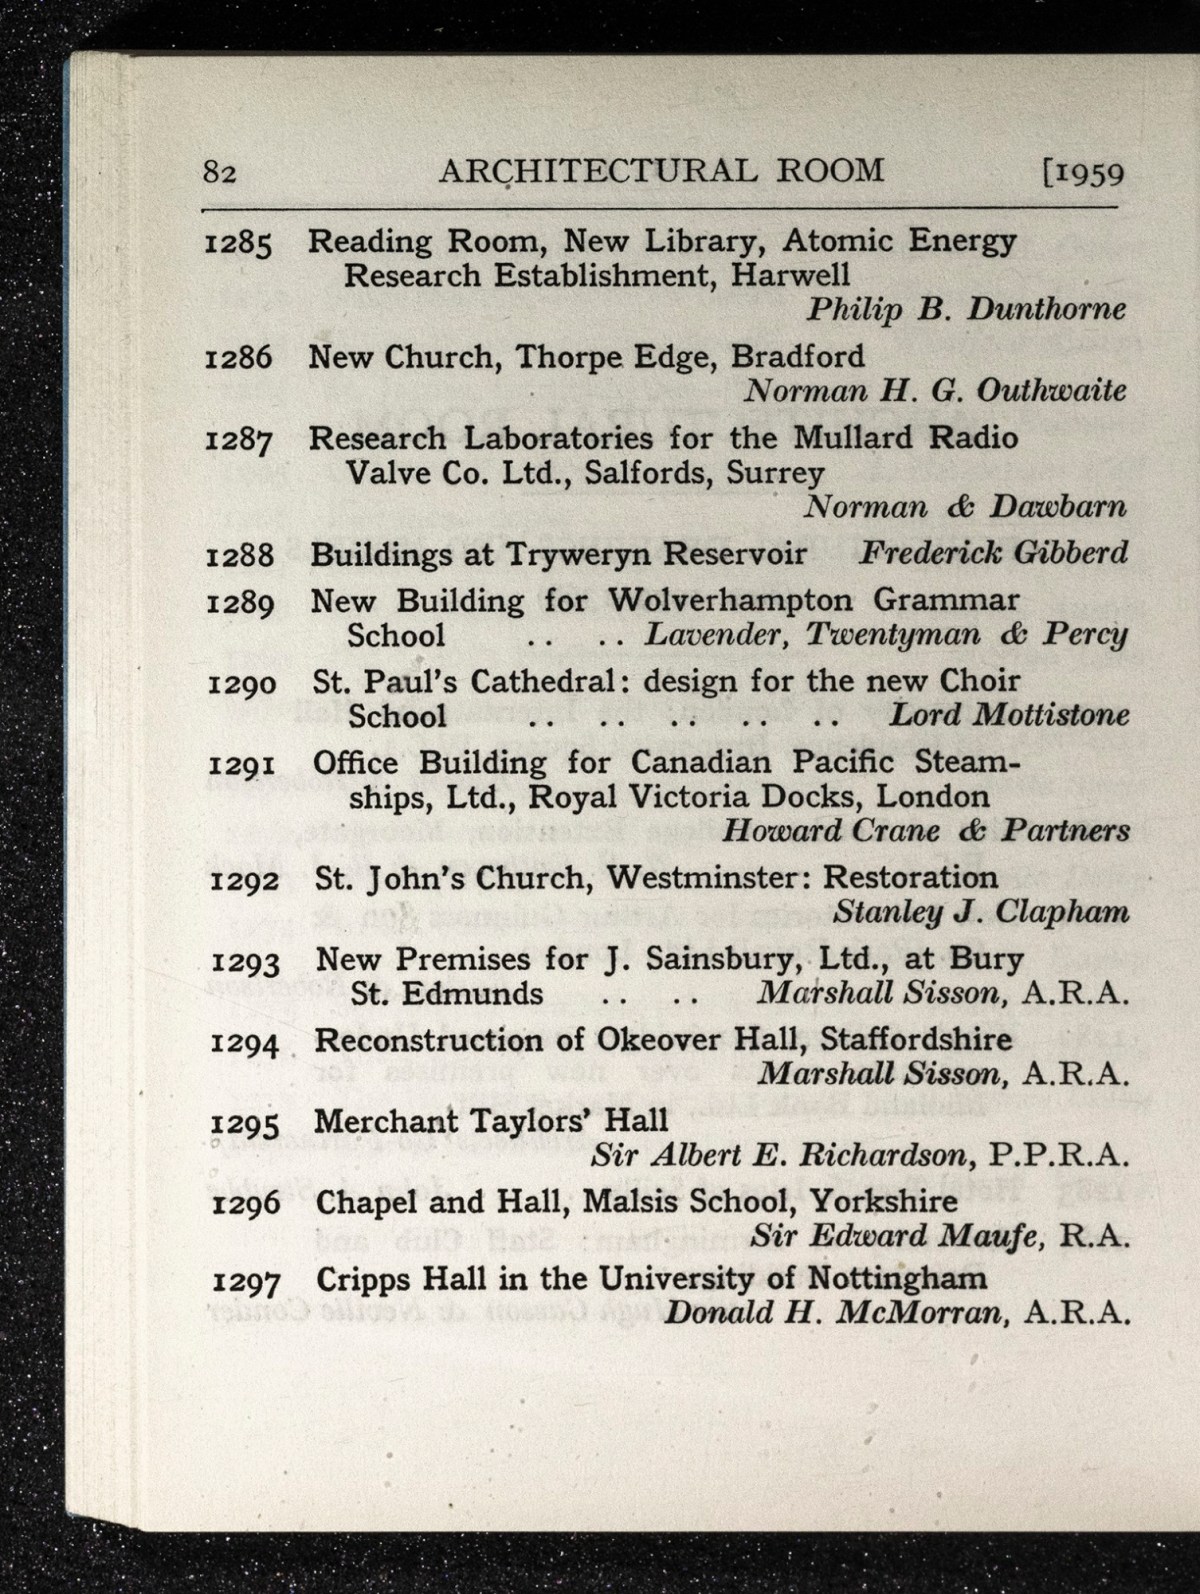 82 ARCHITECTURAL ROOM [1959
1285 Reading Room, New Library, Atomic Energy
Research Establishment, Harwell
Philip B. Dunthorne
1286 New Church, Thorpe Edge, Bradford
Norman H. G. Outhwaite
1287 Research Laboratories for the Mullard Radio
Valve Co. Ltd., Salfords, Surrey
Norman & Dawbarn
1288 Buildings at Tryweryn Reservoir Frederick Gibberd
1289 New Building for Wolverhampton Grammar
School .. .. Lavender, Twentyman & Percy
1290 St. Paul's Cathedral: design for the new Choir
School .. .. .. .. .. Lord Mottistone
1291 Office Building for Canadian Pacific Steam-
ships, Ltd., Royal Victoria Docks, London
Howard Crane & Partners
1292 St. John's Church, Westminster: Restoration
Stanley J. Clapham
1293 New Premises for J. Sainsbury, Ltd., at Bury
St. Edmunds .. .. Marshall Sisson, A.R.A.
1294 Reconstruction of Okeover Hall, Staffordshire
Marshall Sisson, A.R.A.
1295 Merchant Taylors' Hall
Sir Albert E. Richardson, P.P.R.A.
1296 Chapel and Hall, Malsis School, Yorkshire
Sir Edward Maufe, R.A.
1297 Cripps Hall in the University of Nottingham
Donald H. McMorran, A.R.A.